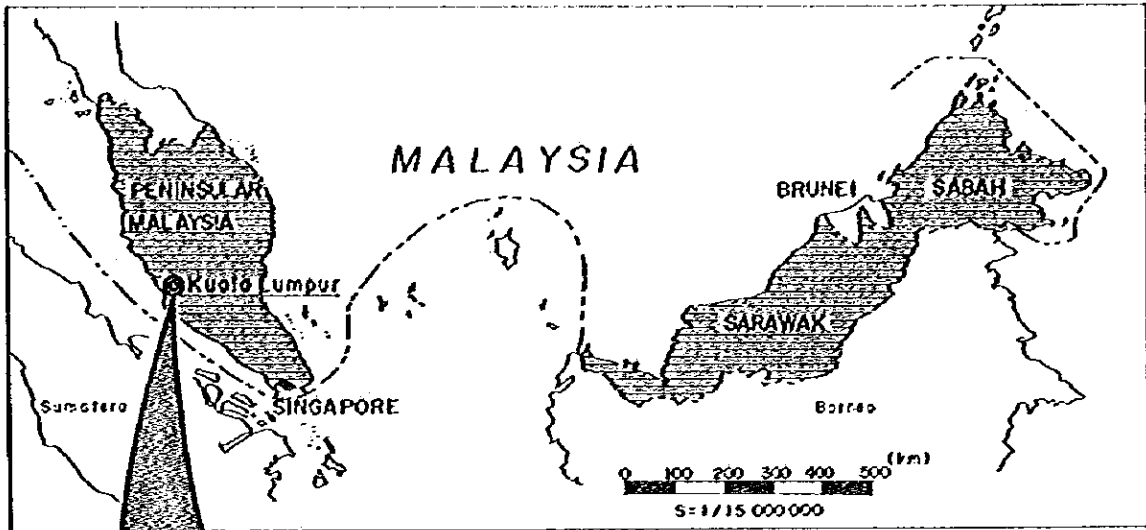 MALAYSIA
PENINSULAR
MALAYSIA
BRUNEI
SABAH
Kuala Lumpur
SARAWAK
Sumatera
SINGAPORE
Borneo
0 100 200 300 400 500 (km)
S=1/15 000 000